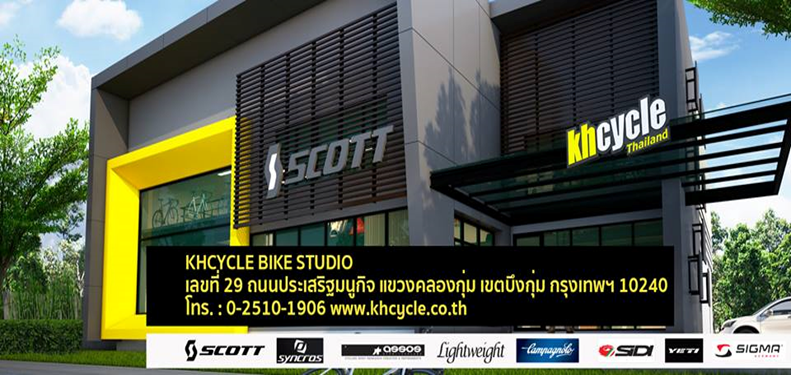 SCOTT
khcycle
Thailand
KHCYCLE BIKE STUDIO
เลขที่ 29 ถนนประเสริฐมนูกิจ แขวงคลองกุ่ม เขตบึงกุ่ม กรุงเทพฯ 10240
โทร. : 0-2510-1906 www.khcycle.co.th
SCOTT SYNCROS assos Lightweight Campagnolo SIDI YETI SIGMA